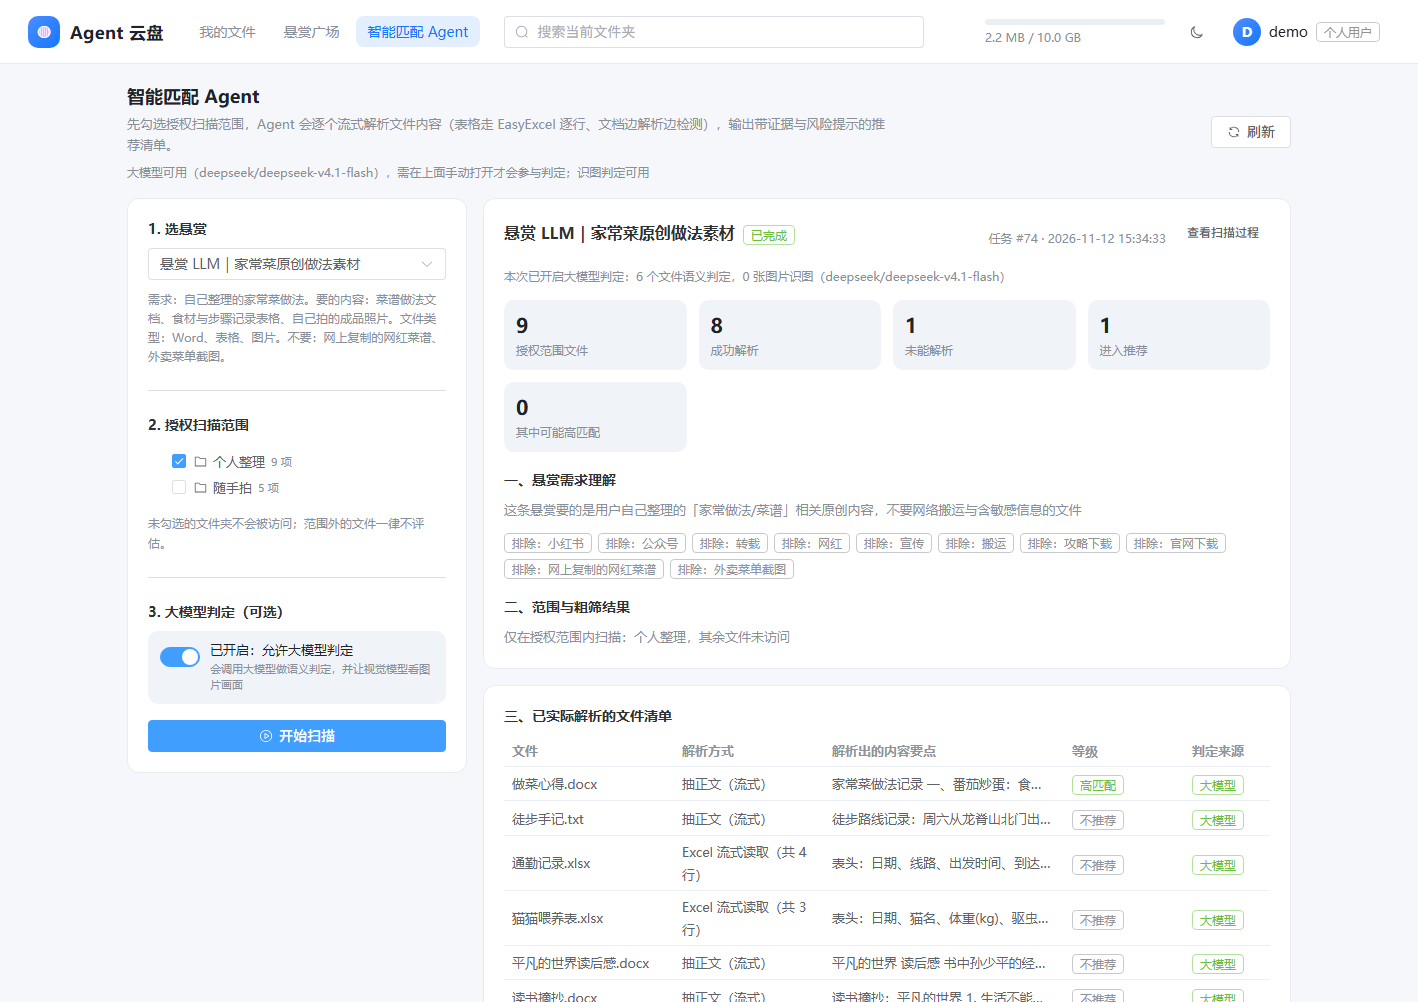 Agent 云盘
我的文件
悬赏广场
智能匹配 Agent
搜索当前文件夹
2.2 MB / 10.0 GB
D
demo
个人用户
智能匹配 Agent
先勾选授权扫描范围，Agent 会逐个流式解析文件内容（表格走 EasyExcel 逐行、文档边解析边检测），输出带证据与风险提示的推
荐清单。
大模型可用（deepseek/deepseek-v4.1-flash），需在上面手动打开才会参与判定；识图判定可用
刷新
1. 选悬赏
悬赏 LLM｜家常菜原创做法素材
需求：自己整理的家常菜做法。要的内容：菜谱做法文
档、食材与步骤记录表格、自己拍的成品照片。文件类
型：Word、表格、图片。不要：网上复制的网红菜谱、
外卖菜单截图。
2. 授权扫描范围
个人整理 9 项
随手拍 5 项
未勾选的文件夹不会被访问；范围外的文件一律不评
估。
3. 大模型判定（可选）
已开启：允许大模型判定
会调用大模型做语义判定，并让视觉模型看图
片画面
开始扫描
悬赏 LLM｜家常菜原创做法素材
已完成
任务 #74 · 2026-11-12 15:34:33
查看扫描过程
本次已开启大模型判定：6 个文件语义判定，0 张图片识图（deepseek/deepseek-v4.1-flash）
9
授权范围文件
8
成功解析
1
未能解析
1
进入推荐
0
其中可能高匹配
一、悬赏需求理解
这条悬赏要的是用户自己整理的「家常做法/菜谱」相关原创内容，不要网络搬运与含敏感信息的文件
排除：小红书
排除：公众号
排除：转载
排除：网红
排除：宣传
排除：搬运
排除：攻略下载
排除：官网下载
排除：网上复制的网红菜谱
排除：外卖菜单截图
二、范围与粗筛结果
仅在授权范围内扫描：个人整理，其余文件未访问
三、已实际解析的文件清单
文件 解析方式 解析出的内容要点 等级 判定来源
做菜心得.docx 抽正文（流式） 家常菜做法记录 一、番茄炒蛋：食... 高匹配 大模型
徒步手记.txt 抽正文（流式） 徒步路线记录：周六从龙脊山北门出... 不推荐 大模型
通勤记录.xlsx Excel 流式读取（共 4 行） 表头：日期、线路、出发时间、到达... 不推荐 大模型
猫猫喂养表.xlsx Excel 流式读取（共 3 行） 表头：日期、猫名、体重(kg)、驱虫... 不推荐 大模型
平凡的世界读后感.docx 抽正文（流式） 平凡的世界 读后感 书中孙少平的经... 不推荐 大模型
读书摘抄.docx 抽正文（流式） 读书摘抄：平凡的世界 1. 生活不能... 不推荐 大模型